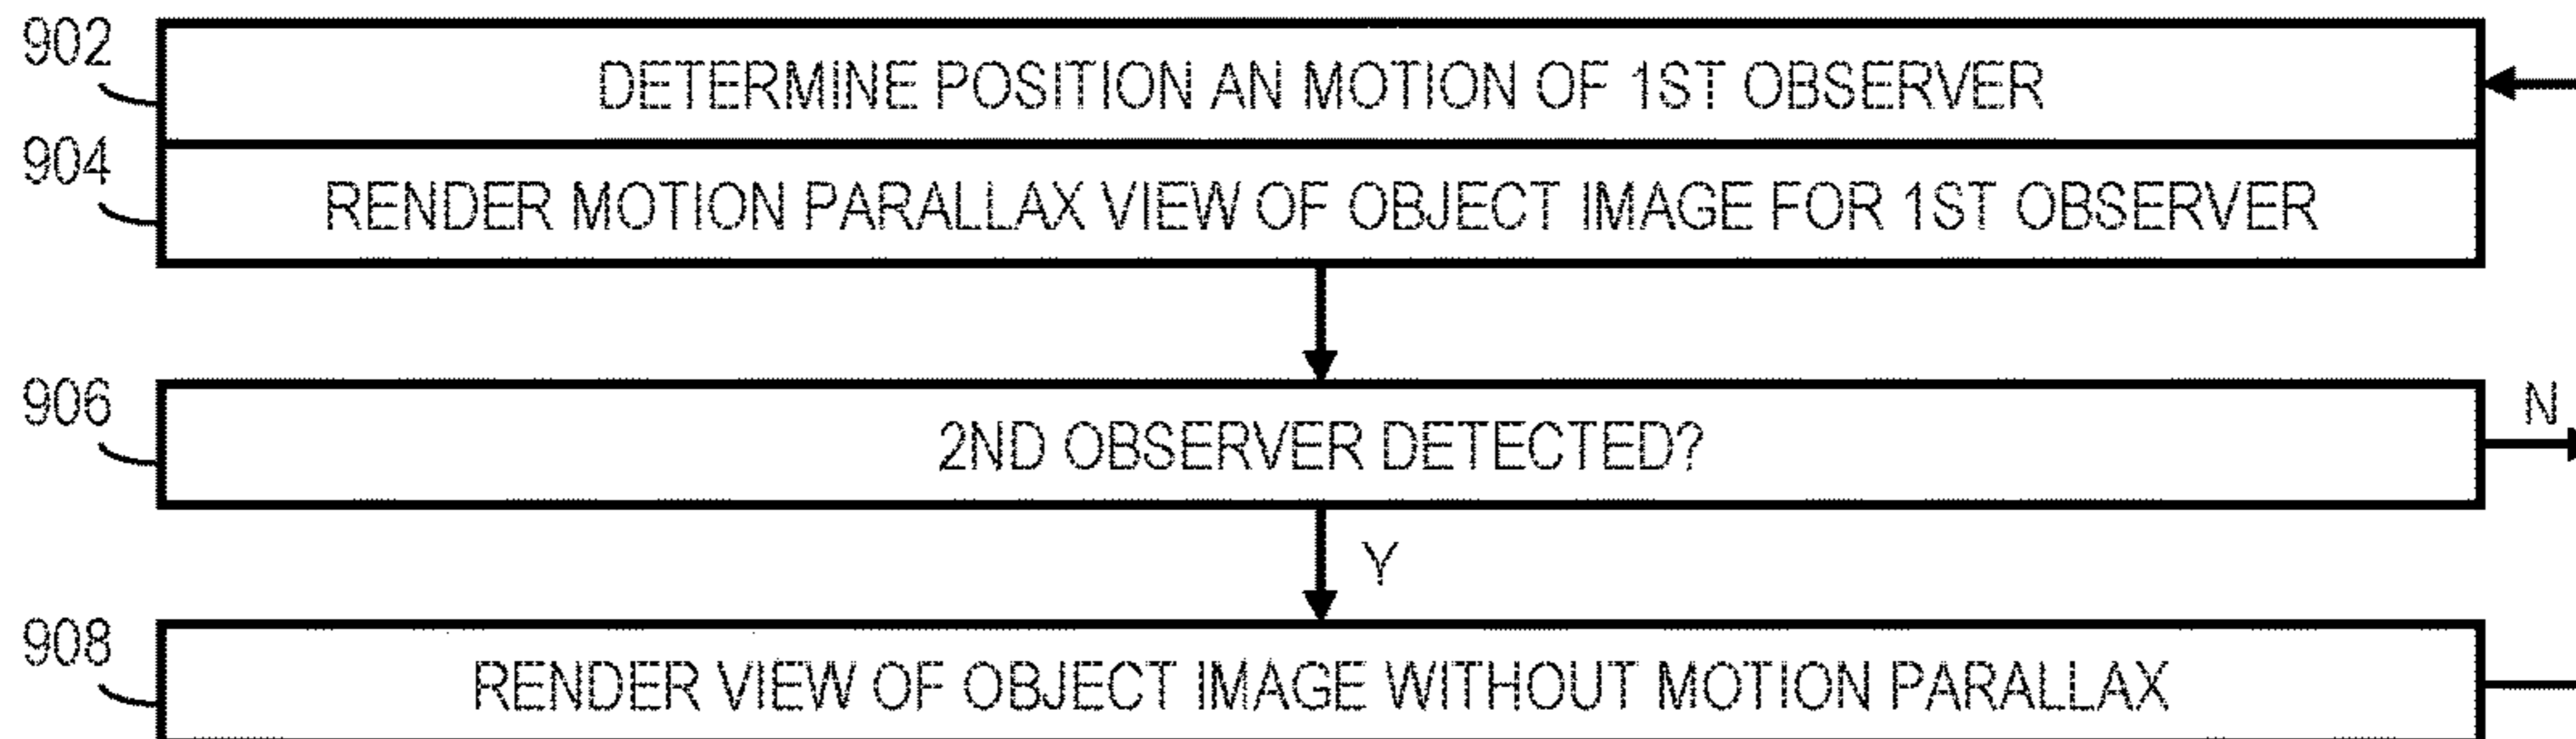 902
DETERMINE POSITION AN MOTION OF 1ST OBSERVER
904
RENDER MOTION PARALLAX VIEW OF OBJECT IMAGE FOR 1ST OBSERVER
906
2ND OBSERVER DETECTED?
N
Y
908
RENDER VIEW OF OBJECT IMAGE WITHOUT MOTION PARALLAX